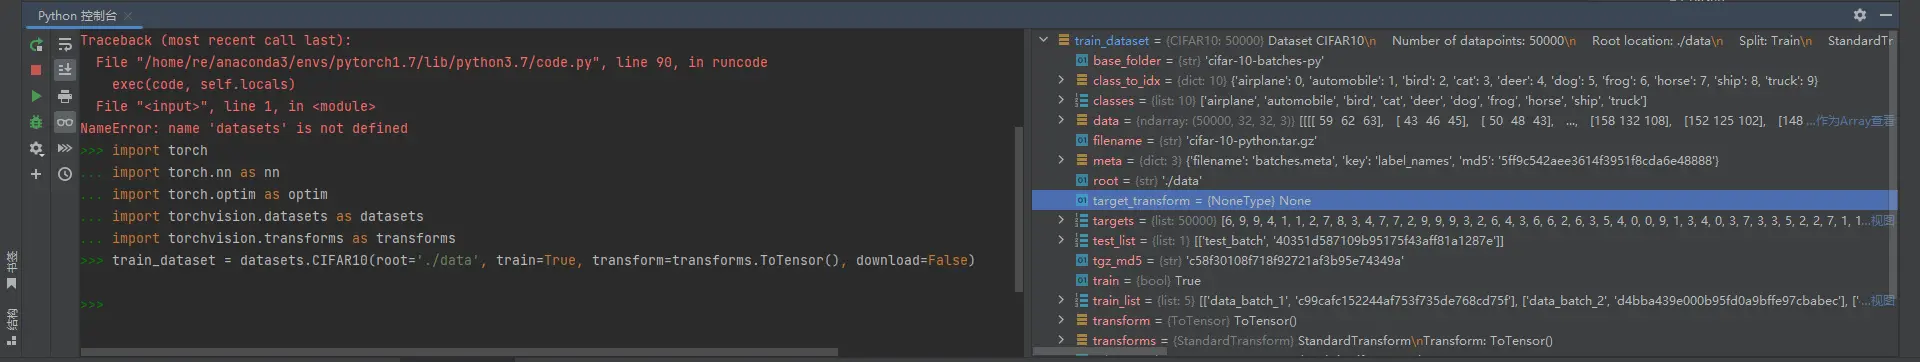 Python 控制台
Traceback (most recent call last):
File "/home/re/anaconda3/envs/pytorch1.7/lib/python3.7/code.py", line 90, in runcode
exec(code, self.locals)
File "<input>", line 1, in <module>
NameError: name 'datasets' is not defined
>>> import torch
... import torch.nn as nn
... import torch.optim as optim
... import torchvision.datasets as datasets
... import torchvision.transforms as transforms
>>> train_dataset = datasets.CIFAR10(root='./data', train=True, transform=transforms.ToTensor(), download=False)
>>>
书签
结构
train_dataset = {CIFAR10: 50000} Dataset CIFAR10\n    Number of datapoints: 50000\n    Root location: ./data\n    Split: Train\n    StandardTr
base_folder = {str} 'cifar-10-batches-py'
class_to_idx = {dict: 10} {'airplane': 0, 'automobile': 1, 'bird': 2, 'cat': 3, 'deer': 4, 'dog': 5, 'frog': 6, 'horse': 7, 'ship': 8, 'truck': 9}
classes = {list: 10} ['airplane', 'automobile', 'bird', 'cat', 'deer', 'dog', 'frog', 'horse', 'ship', 'truck']
data = {ndarray: (50000, 32, 32, 3)} [[[[ 59  62  63],  [ 43  46  45],  [ 50  48  43],  ...,  [158 132 108],  [152 125 102],  [148 ...作为Array查看
filename = {str} 'cifar-10-python.tar.gz'
meta = {dict: 3} {'filename': 'batches.meta', 'key': 'label_names', 'md5': '5ff9c542aee3614f3951f8cda6e48888'}
root = {str} './data'
target_transform = {NoneType} None
targets = {list: 50000} [6, 9, 9, 4, 1, 1, 2, 7, 8, 3, 4, 7, 7, 2, 9, 9, 9, 3, 2, 6, 4, 3, 6, 6, 2, 6, 3, 5, 4, 0, 0, 9, 1, 3, 4, 0, 3, 7, 3, 3, 5, 2, 2, 7, 1, 1...视图
test_list = {list: 1} [['test_batch', '40351d587109b95175f43aff81a1287e']]
tgz_md5 = {str} 'c58f30108f718f92721af3b95e74349a'
train = {bool} True
train_list = {list: 5} [['data_batch_1', 'c99cafc152244af753f735de768cd75f'], ['data_batch_2', 'd4bba439e000b95fd0a9bffe97cbabec'], ['...视图
transform = {ToTensor} ToTensor()
transforms = {StandardTransform} StandardTransform\nTransform: ToTensor()